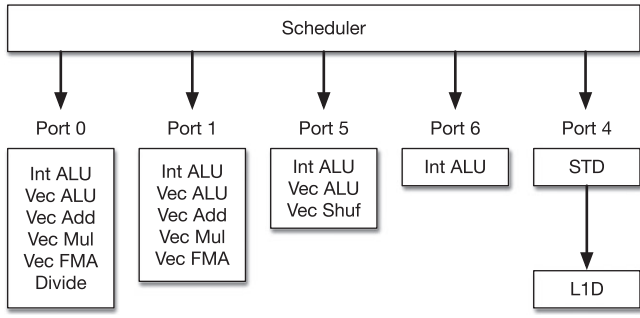 Scheduler
Port 0
Port 1
Port 5
Port 6
Port 4
Int ALU
Vec ALU
Vec Add
Vec Mul
Vec FMA
Divide
Int ALU
Vec ALU
Vec Add
Vec Mul
Vec FMA
Int ALU
Vec ALU
Vec Shuf
Int ALU
STD
L1D